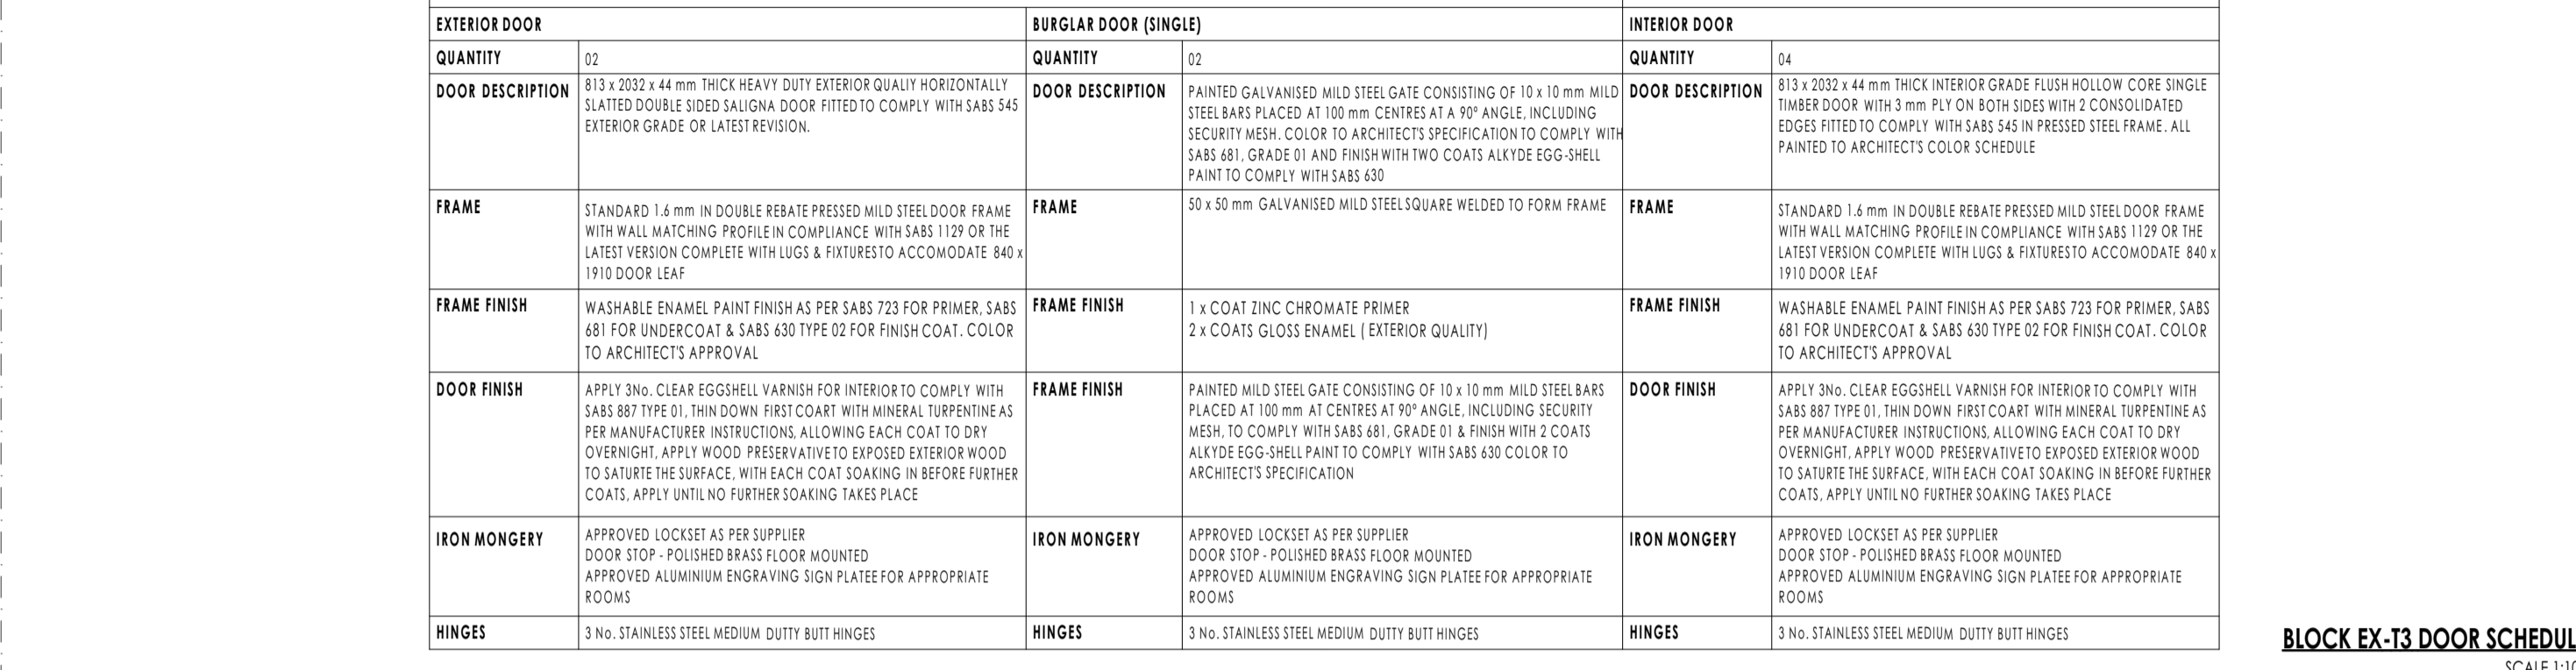 EXTERIOR DOOR
QUANTITY
02
DOOR DESCRIPTION
813 x 2032 x 44 mm THICK HEAVY DUTY EXTERIOR QUALIY HORIZONTALLY
SLATTED DOUBLE SIDED SALIGNA DOOR FITTED TO COMPLY WITH SABS 545
EXTERIOR GRADE OR LATEST REVISION.
FRAME
STANDARD 1.6 mm IN DOUBLE REBATE PRESSED MILD STEEL DOOR FRAME
WITH WALL MATCHING PROFILE IN COMPLIANCE WITH SABS 1129 OR THE
LATEST VERSION COMPLETE WITH LUGS & FIXTURESTO ACCOMODATE 840 x
1910 DOOR LEAF
FRAME FINISH
WASHABLE ENAMEL PAINT FINISH AS PER SABS 723 FOR PRIMER, SABS
681 FOR UNDERCOAT & SABS 630 TYPE 02 FOR FINISH COAT. COLOR
TO ARCHITECT'S APPROVAL
DOOR FINISH
APPLY 3No. CLEAR EGGSHELL VARNISH FOR INTERIOR TO COMPLY WITH
SABS 887 TYPE 01, THIN DOWN FIRST COART WITH MINERAL TURPENTINE AS
PER MANUFACTURER INSTRUCTIONS, ALLOWING EACH COAT TO DRY
OVERNIGHT, APPLY WOOD PRESERVATIVE TO EXPOSED EXTERIOR WOOD
TO SATURTE THE SURFACE, WITH EACH COAT SOAKING IN BEFORE FURTHER
COATS, APPLY UNTIL NO FURTHER SOAKING TAKES PLACE
IRON MONGERY
APPROVED LOCKSET AS PER SUPPLIER
DOOR STOP - POLISHED BRASS FLOOR MOUNTED
APPROVED ALUMINIUM ENGRAVING SIGN PLATEE FOR APPROPRIATE
ROOMS
HINGES
3 No. STAINLESS STEEL MEDIUM DUTTY BUTT HINGES
BURGLAR DOOR (SINGLE)
QUANTITY
02
DOOR DESCRIPTION
PAINTED GALVANISED MILD STEEL GATE CONSISTING OF 10 x 10 mm MILD
STEEL BARS PLACED AT 100 mm CENTRES AT A 90º ANGLE, INCLUDING
SECURITY MESH. COLOR TO ARCHITECT'S SPECIFICATION TO COMPLY WITH
SABS 681, GRADE 01 AND FINISH WITH TWO COATS ALKYDE EGG-SHELL
PAINT TO COMPLY WITH SABS 630
FRAME
50 x 50 mm GALVANISED MILD STEEL SQUARE WELDED TO FORM FRAME
FRAME FINISH
1 x COAT ZINC CHROMATE PRIMER
2 x COATS GLOSS ENAMEL ( EXTERIOR QUALITY)
FRAME FINISH
PAINTED MILD STEEL GATE CONSISTING OF 10 x 10 mm MILD STEEL BARS
PLACED AT 100 mm AT CENTRES AT 90º ANGLE, INCLUDING SECURITY
MESH, TO COMPLY WITH SABS 681, GRADE 01 & FINISH WITH 2 COATS
ALKYDE EGG-SHELL PAINT TO COMPLY WITH SABS 630 COLOR TO
ARCHITECT'S SPECIFICATION
IRON MONGERY
APPROVED LOCKSET AS PER SUPPLIER
DOOR STOP - POLISHED BRASS FLOOR MOUNTED
APPROVED ALUMINIUM ENGRAVING SIGN PLATEE FOR APPROPRIATE
ROOMS
HINGES
3 No. STAINLESS STEEL MEDIUM DUTTY BUTT HINGES
INTERIOR DOOR
QUANTITY
04
DOOR DESCRIPTION
813 x 2032 x 44 mm THICK INTERIOR GRADE FLUSH HOLLOW CORE SINGLE
TIMBER DOOR WITH 3 mm PLY ON BOTH SIDES WITH 2 CONSOLIDATED
EDGES FITTED TO COMPLY WITH SABS 545 IN PRESSED STEEL FRAME. ALL
PAINTED TO ARCHITECT'S COLOR SCHEDULE
FRAME
STANDARD 1.6 mm IN DOUBLE REBATE PRESSED MILD STEEL DOOR FRAME
WITH WALL MATCHING PROFILE IN COMPLIANCE WITH SABS 1129 OR THE
LATEST VERSION COMPLETE WITH LUGS & FIXTURESTO ACCOMODATE 840 x
1910 DOOR LEAF
FRAME FINISH
WASHABLE ENAMEL PAINT FINISH AS PER SABS 723 FOR PRIMER, SABS
681 FOR UNDERCOAT & SABS 630 TYPE 02 FOR FINISH COAT. COLOR
TO ARCHITECT'S APPROVAL
DOOR FINISH
APPLY 3No. CLEAR EGGSHELL VARNISH FOR INTERIOR TO COMPLY WITH
SABS 887 TYPE 01, THIN DOWN FIRST COART WITH MINERAL TURPENTINE AS
PER MANUFACTURER INSTRUCTIONS, ALLOWING EACH COAT TO DRY
OVERNIGHT, APPLY WOOD PRESERVATIVE TO EXPOSED EXTERIOR WOOD
TO SATURTE THE SURFACE, WITH EACH COAT SOAKING IN BEFORE FURTHER
COATS, APPLY UNTIL NO FURTHER SOAKING TAKES PLACE
IRON MONGERY
APPROVED LOCKSET AS PER SUPPLIER
DOOR STOP - POLISHED BRASS FLOOR MOUNTED
APPROVED ALUMINIUM ENGRAVING SIGN PLATEE FOR APPROPRIATE
ROOMS
HINGES
3 No. STAINLESS STEEL MEDIUM DUTTY BUTT HINGES
BLOCK EX-T3 DOOR SCHEDUL